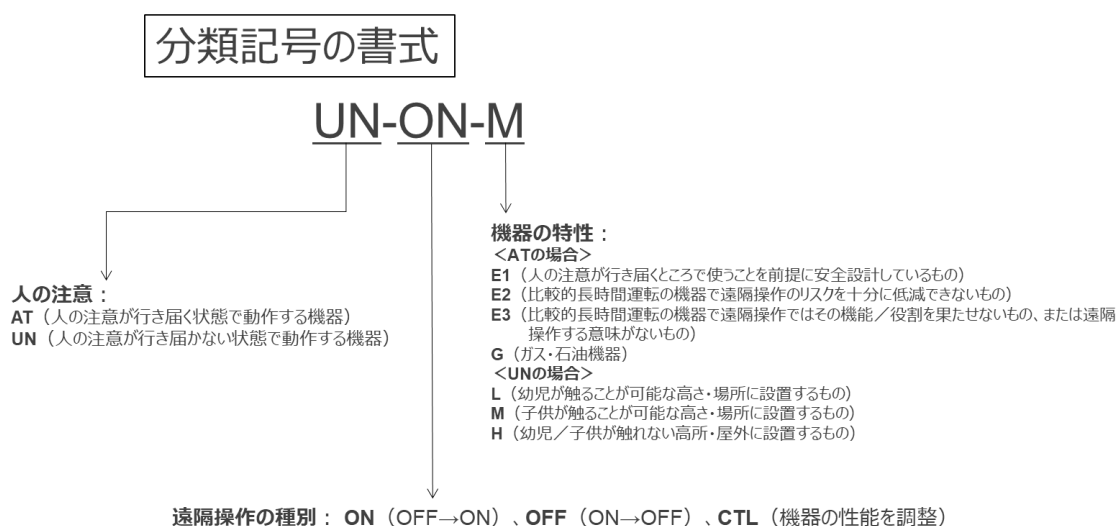 分類記号の書式
UN-ON-M
人の注意：
AT（人の注意が行き届く状態で動作する機器）
UN（人の注意が行き届かない状態で動作する機器）
機器の特性：
＜ATの場合＞
E1（人の注意が行き届くところで使うことを前提に安全設計しているもの）
E2（比較的長時間運転の機器で遠隔操作のリスクを十分に低減できないもの）
E3（比較的長時間運転の機器で遠隔操作ではその機能／役割を果たせないもの、または遠隔
操作する意味がないもの）
G（ガス・石油機器）
＜UNの場合＞
L（幼児が触ることが可能な高さ・場所に設置するもの）
M（子供が触ることが可能な高さ・場所に設置するもの）
H（幼児／子供が触れない高所・屋外に設置するもの）
遠隔操作の種別：ON（OFF→ON）、OFF（ON→OFF）、CTL（機器の性能を調整）